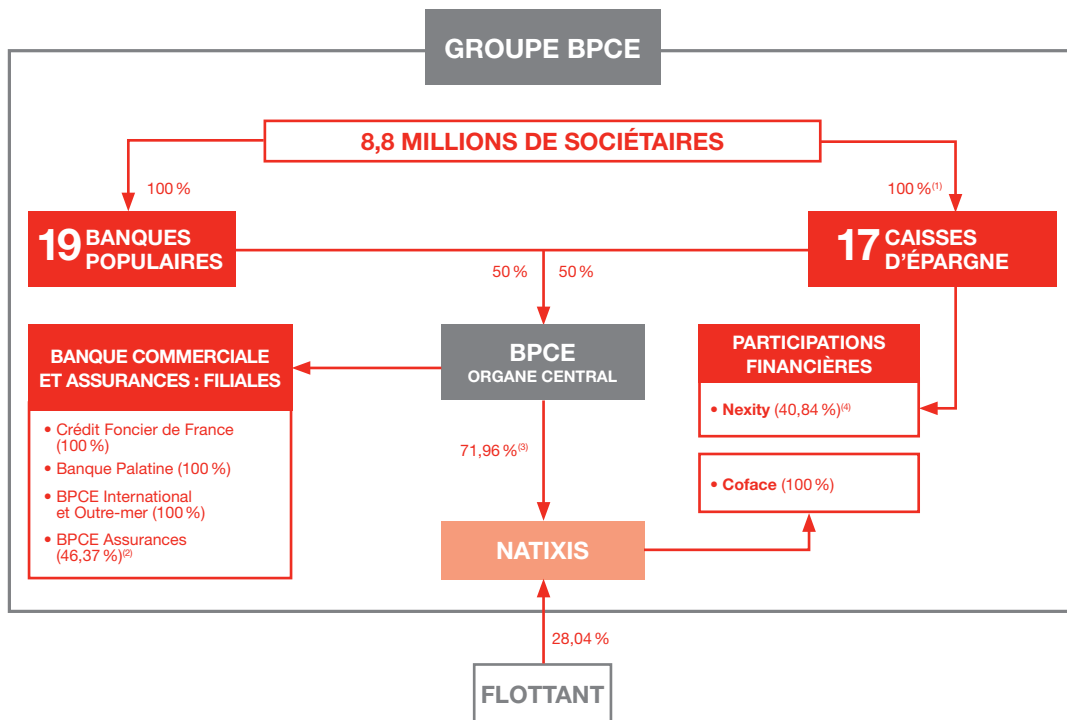 GROUPE BPCE
8,8 MILLIONS DE SOCIÉTAIRES
100 %
100 %(1)
19 BANQUES
POPULAIRES
17 CAISSES
D'ÉPARGNE
50 %
50 %
BANQUE COMMERCIALE
ET ASSURANCES : FILIALES
• Crédit Foncier de France
(100 %)
• Banque Palatine (100 %)
• BPCE International
et Outre-mer (100 %)
• BPCE Assurances
(46,37 %)(2)
BPCE
ORGANE CENTRAL
PARTICIPATIONS
FINANCIÈRES
• Nexity (40,84 %)(4)
• Coface (100 %)
71,96 %(3)
NATIXIS
28,04 %
FLOTTANT